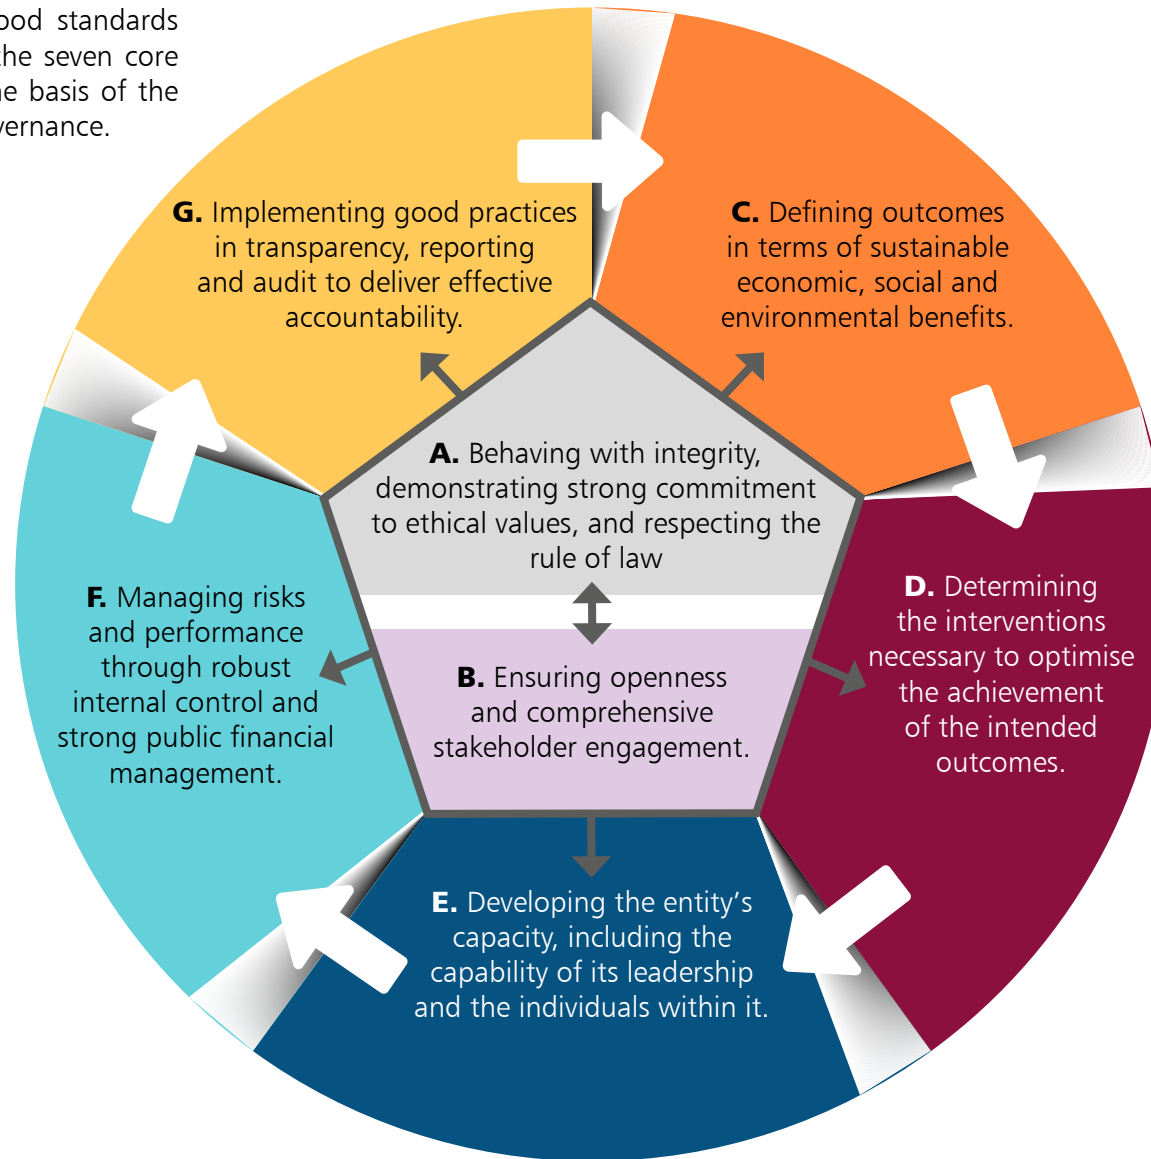 ood standards
the seven core
basis of the
G. Implementing good practices
in transparency, reporting
and audit to deliver effective
accountability.
C. Defining outcomes
in terms of sustainable
economic, social and
environmental benefits.
A. Behaving with integrity,
demonstrating strong commitment
to ethical values, and respecting the
rule of law
B. Ensuring openness
and comprehensive
stakeholder engagement.
D. Determining
the interventions
necessary to optimise
the achievement
of the intended
outcomes.
E. Developing the entity’s
capacity, including the
capability of its leadership
and the individuals within it.
F. Managing risks
and performance
through robust
internal control and
strong public financial
management.